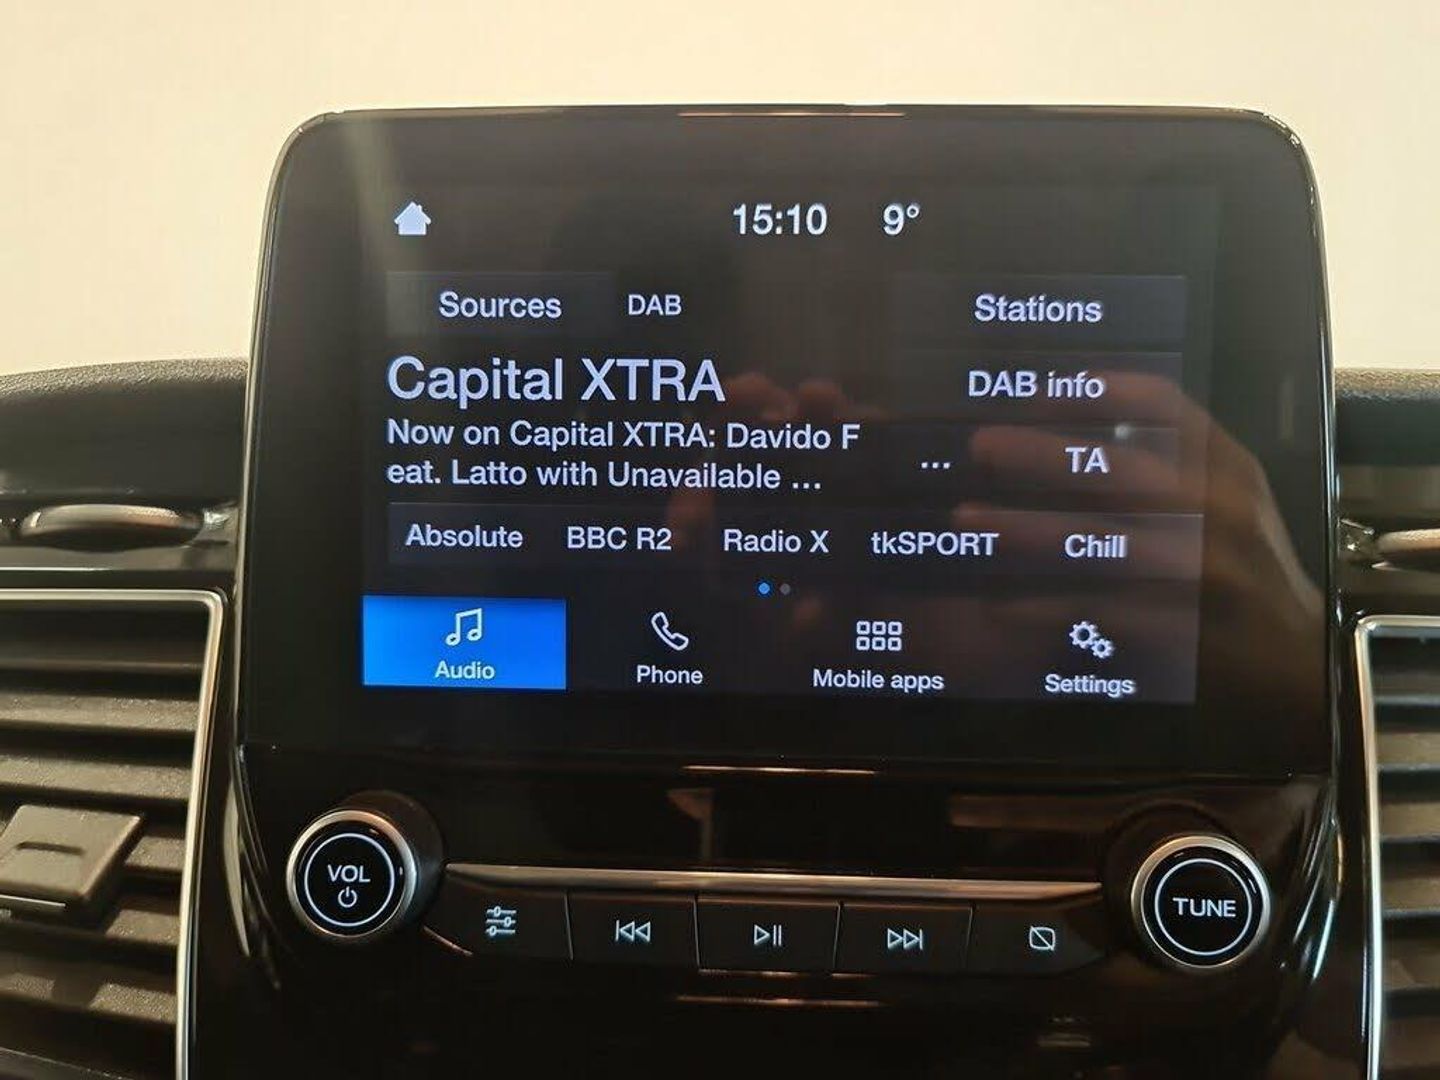 15:10 9°
Sources DAB Stations
Capital XTRA
DAB info
Now on Capital XTRA: Davido F
eat. Latto with Unavailable ...
... TA
Absolute BBC R2 Radio X tkSPORT Chill
Audio Phone Mobile apps Settings
VOL
TUNE